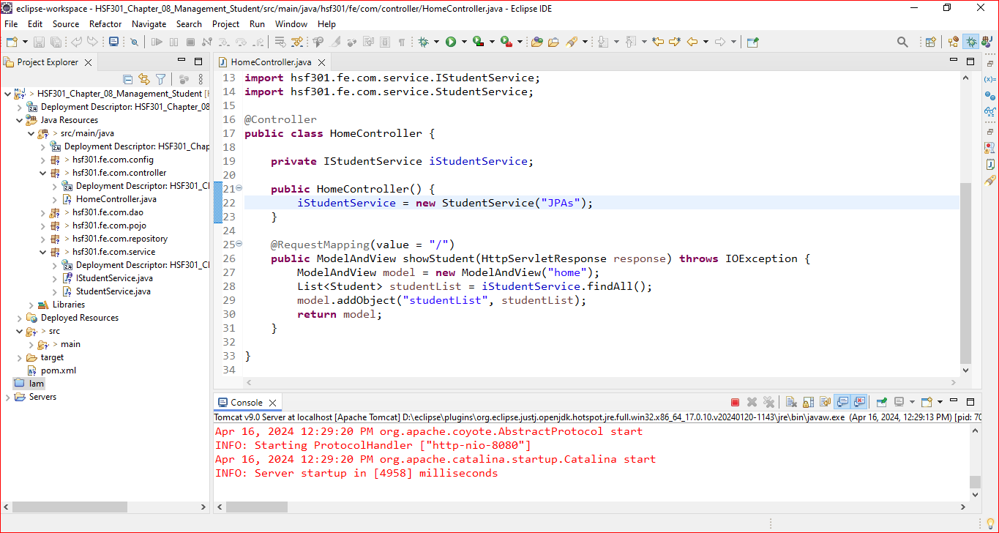 eclipse-workspace - HSF301_Chapter_08_Management_Student/src/main/java/hsf301/fe/com/controller/HomeController.java - Eclipse IDE
File Edit Source Refactor Navigate Search Project Run Window Help
Project Explorer
> HSF301_Chapter_08_Management_Student [
Deployment Descriptor: HSF301_Chapter_08
Java Resources
> src/main/java
Deployment Descriptor: HSF301_Chap
> hsf301.fe.com.config
> hsf301.fe.com.controller
Deployment Descriptor: HSF301_C
HomeController.java
> hsf301.fe.com.dao
> hsf301.fe.com.pojo
> hsf301.fe.com.repository
> hsf301.fe.com.service
Deployment Descriptor: HSF301_C
IStudentService.java
StudentService.java
Libraries
Deployed Resources
> src
> main
target
pom.xml
lam
Servers
HomeController.java
13 import hsf301.fe.com.service.IStudentService;
14 import hsf301.fe.com.service.StudentService;
15
16 @Controller
17 public class HomeController {
18
19 private IStudentService iStudentService;
20
21 public HomeController() {
22 iStudentService = new StudentService("JPAs");
23 }
24
25 @RequestMapping(value = "/")
26 public ModelAndView showStudent(HttpServletResponse response) throws IOException {
27 ModelAndView model = new ModelAndView("home");
28 List<Student> studentList = iStudentService.findAll();
29 model.addObject("studentList", studentList);
30 return model;
31 }
32
33 }
34
Console
Tomcat v9.0 Server at localhost [Apache Tomcat] D:\eclipse\plugins\org.eclipse.justj.openjdk.hotspot.jre.full.win32.x86_64_17.0.10.v20240120-1143\jre\bin\javaw.exe (Apr 16, 2024, 12:29:13 PM) [pid: 70
Apr 16, 2024 12:29:20 PM org.apache.coyote.AbstractProtocol start
INFO: Starting ProtocolHandler ["http-nio-8080"]
Apr 16, 2024 12:29:20 PM org.apache.catalina.startup.Catalina start
INFO: Server startup in [4958] milliseconds